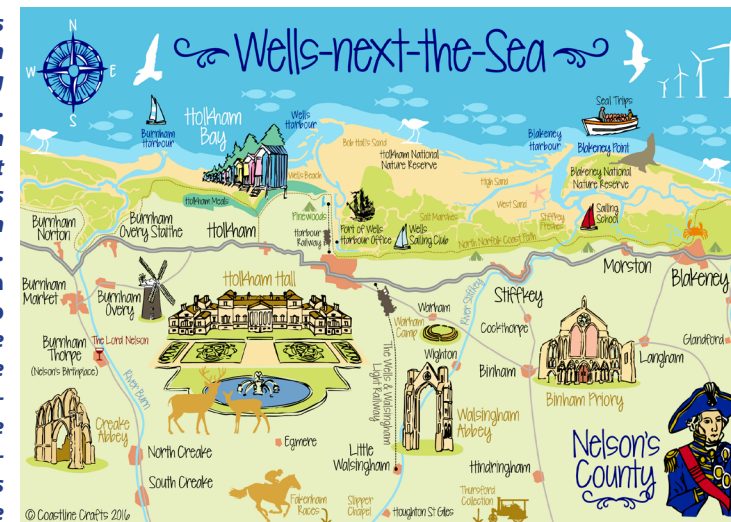 Wells-next-the-Sea
N
W
E
S
Seal Trips
Burnham
Harbour
Holkham
Bay
Wells
Harbour
Bob Hall's Sand
Holkham National
Nature Reserve
Blakeney
Harbour
Blakeney Point
Blakeney National
Nature Reserve
Wells Beach
High Sand
West Sand
Holkham Meals
Pinewoods
Salt Marshes
Stiffkey
Freshes
Sailing
School
Burnham
Norton
Burnham
Overy Staithe
Holkham
Harbour
Railway
Port of Wells
Harbour Office
Wells
Sailing Club
North Norfolk Coast Path
Morston
Blakeney
Burnham
Market
Burnham
Overy
Holkham Hall
Stiffkey
River Stiffkey
Warham
Warham
Camp
Cockthorpe
Glandford
Burnham
Thorpe
(Nelson's Birthplace)
The Lord Nelson
River Burn
The Wells & Walsingham
Light Railway
Wighton
Binham
Langham
Binham Priory
Creake
Abbey
Walsingham
Abbey
North Creake
Egmere
Little
Walsingham
Nelson's
County
South Creake
Hindringham
Fakenham
Races
Slipper
Chapel
Houghton St Giles
Thursford
Collection
© Coastline Crafts 2016